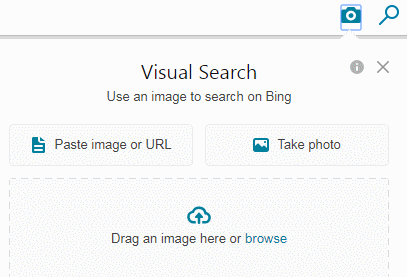 Visual Search
Use an image to search on Bing
Paste image or URL
Take photo
Drag an image here or browse